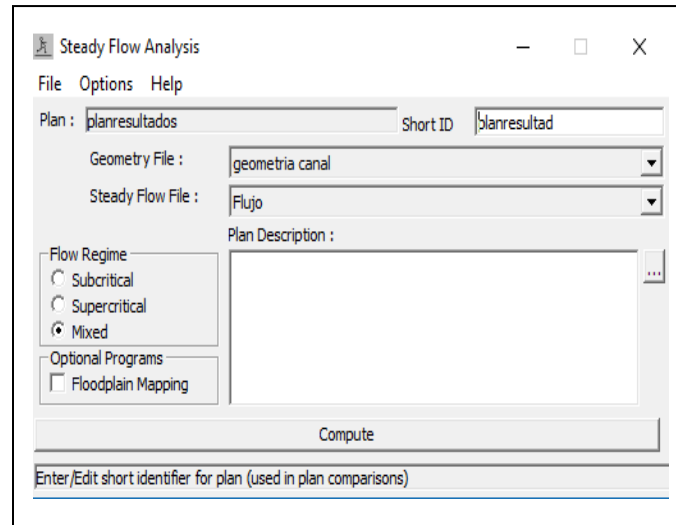 Steady Flow Analysis
File Options Help
Plan : planresultados Short ID planresultad
Geometry File : geometria canal
Steady Flow File : Flujo
Plan Description :
Flow Regime
Subcritical
Supercritical
Mixed
...
Optional Programs
Floodplain Mapping
Compute
Enter/Edit short identifier for plan (used in plan comparisons)